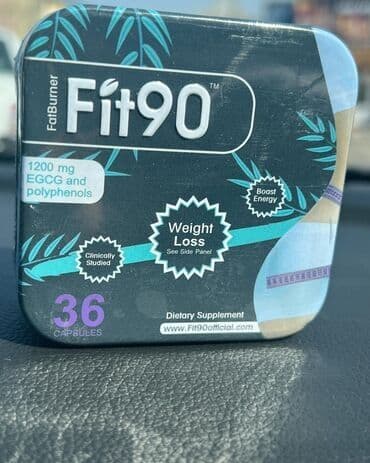 FatBurner
Fit90™
1200 mg
EGCG and
polyphenols
Boost
Energy
Weight
Loss
See Side Panel
Clinically
Studied
36
CAPSULES
Dietary Supplement
www.Fit90official.com